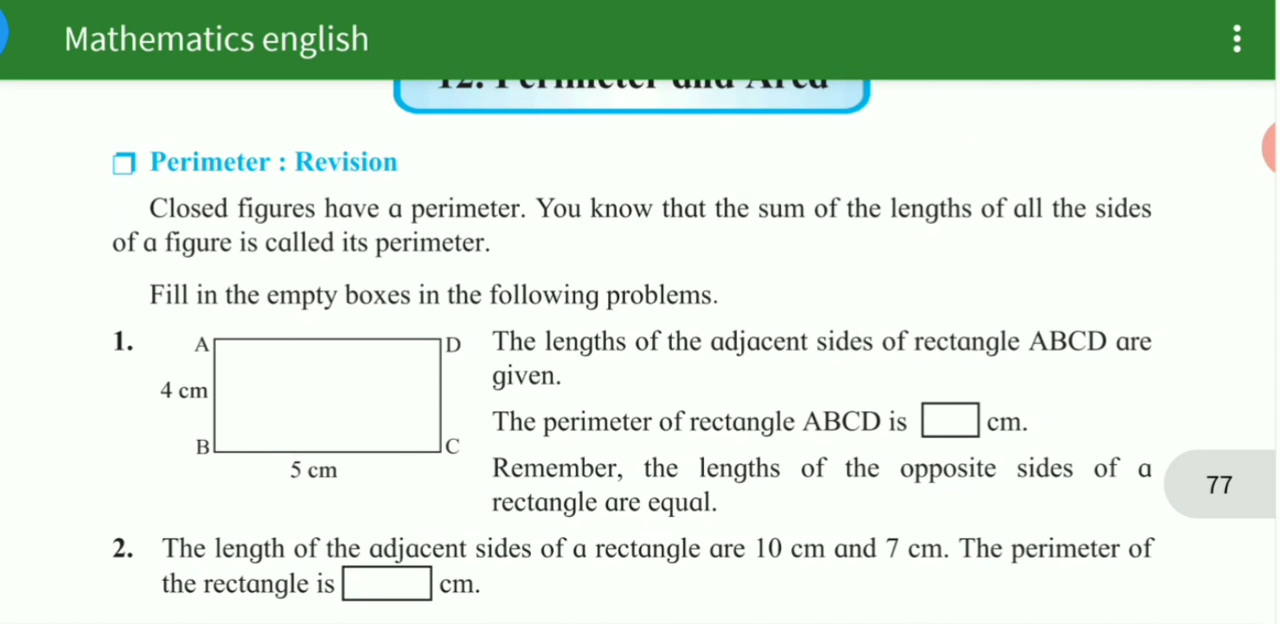 Mathematics english
12. Perimeter and Area
Perimeter : Revision
Closed figures have a perimeter. You know that the sum of the lengths of all the sides
of a figure is called its perimeter.
Fill in the empty boxes in the following problems.
1. A D The lengths of the adjacent sides of rectangle ABCD are
given.
4 cm
The perimeter of rectangle ABCD is cm.
B C
5 cm Remember, the lengths of the opposite sides of a
rectangle are equal.
77
2. The length of the adjacent sides of a rectangle are 10 cm and 7 cm. The perimeter of
the rectangle is cm.